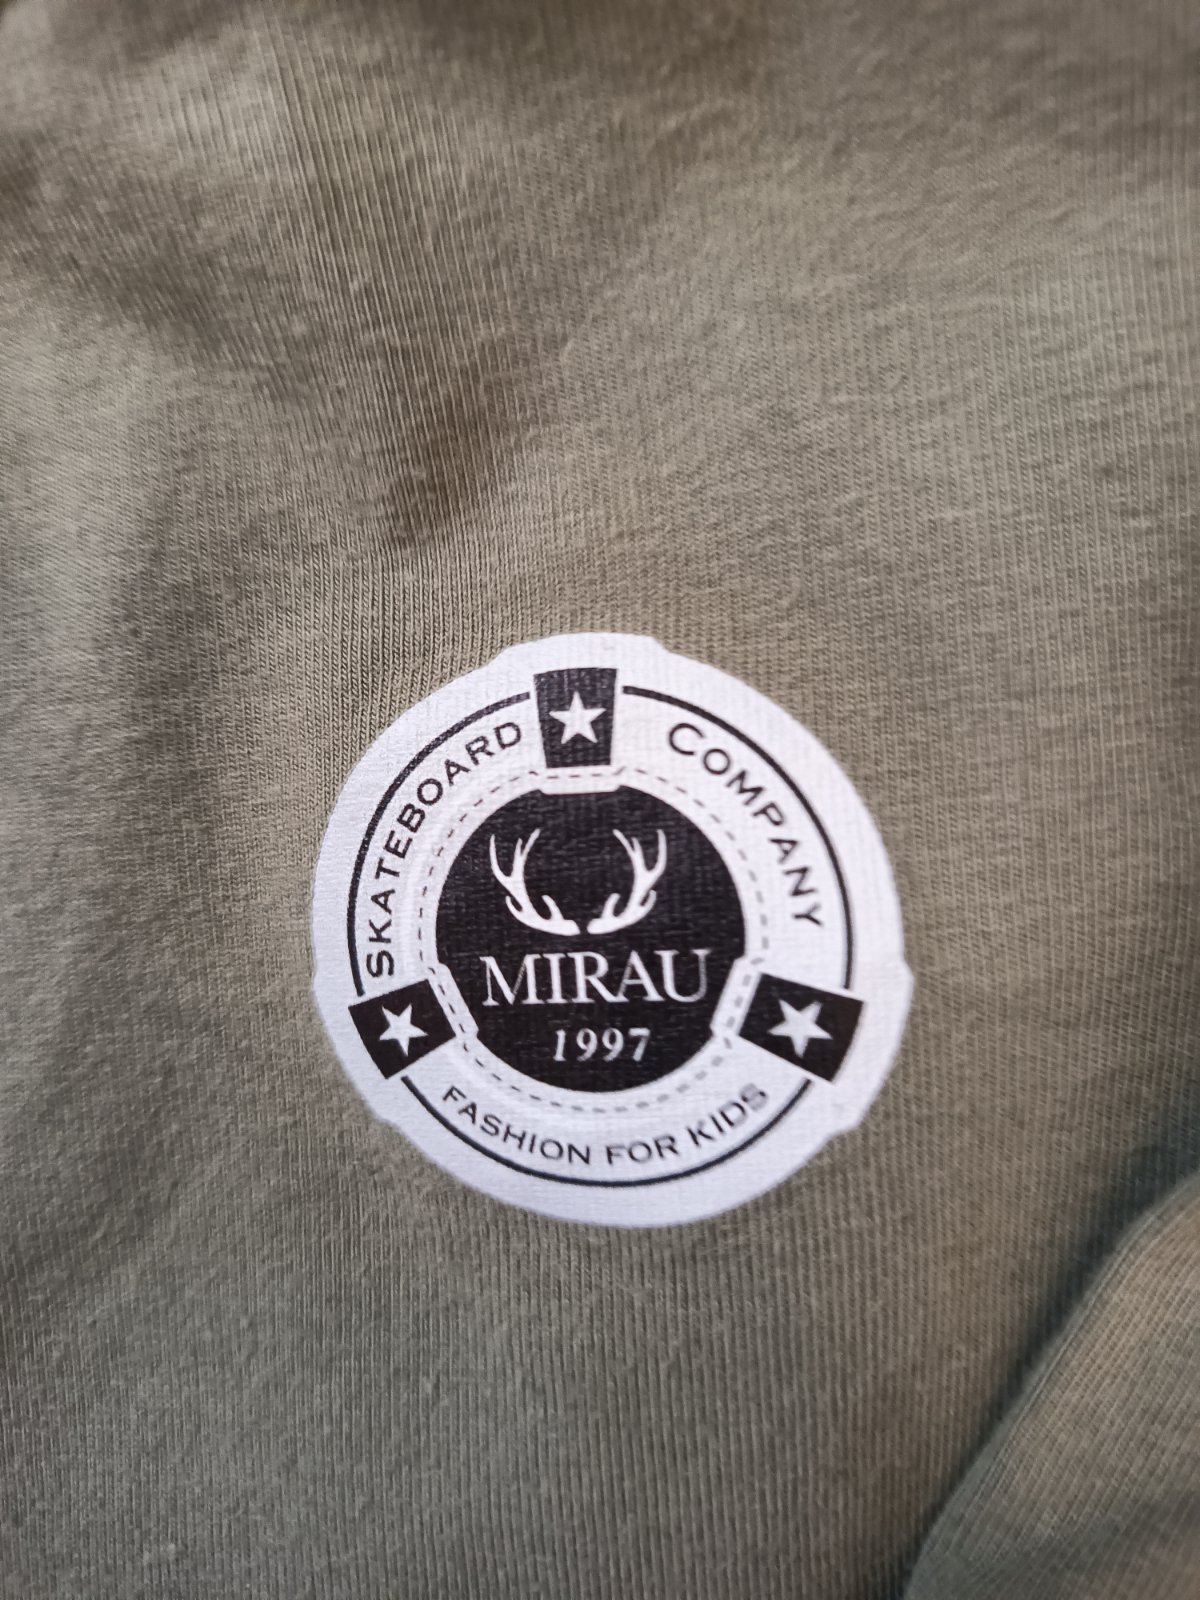 SKATEBOARD COMPANY
MIRAU
1997
FASHION FOR KIDS